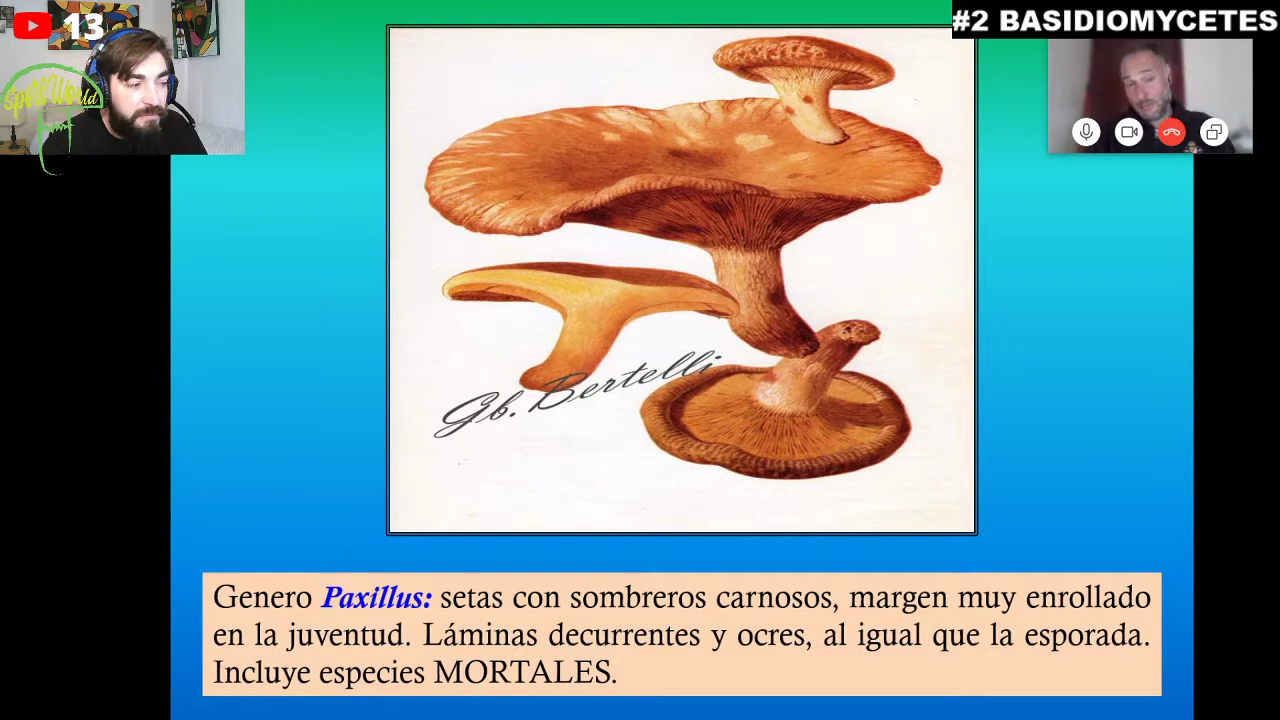 13
#2 BASIDIOMYCETES
SporiWorld
Gb. Bertelli
Genero Paxillus: setas con sombreros carnosos, margen muy enrollado
en la juventud. Láminas decurrentes y ocres, al igual que la esporada.
Incluye especies MORTALES.